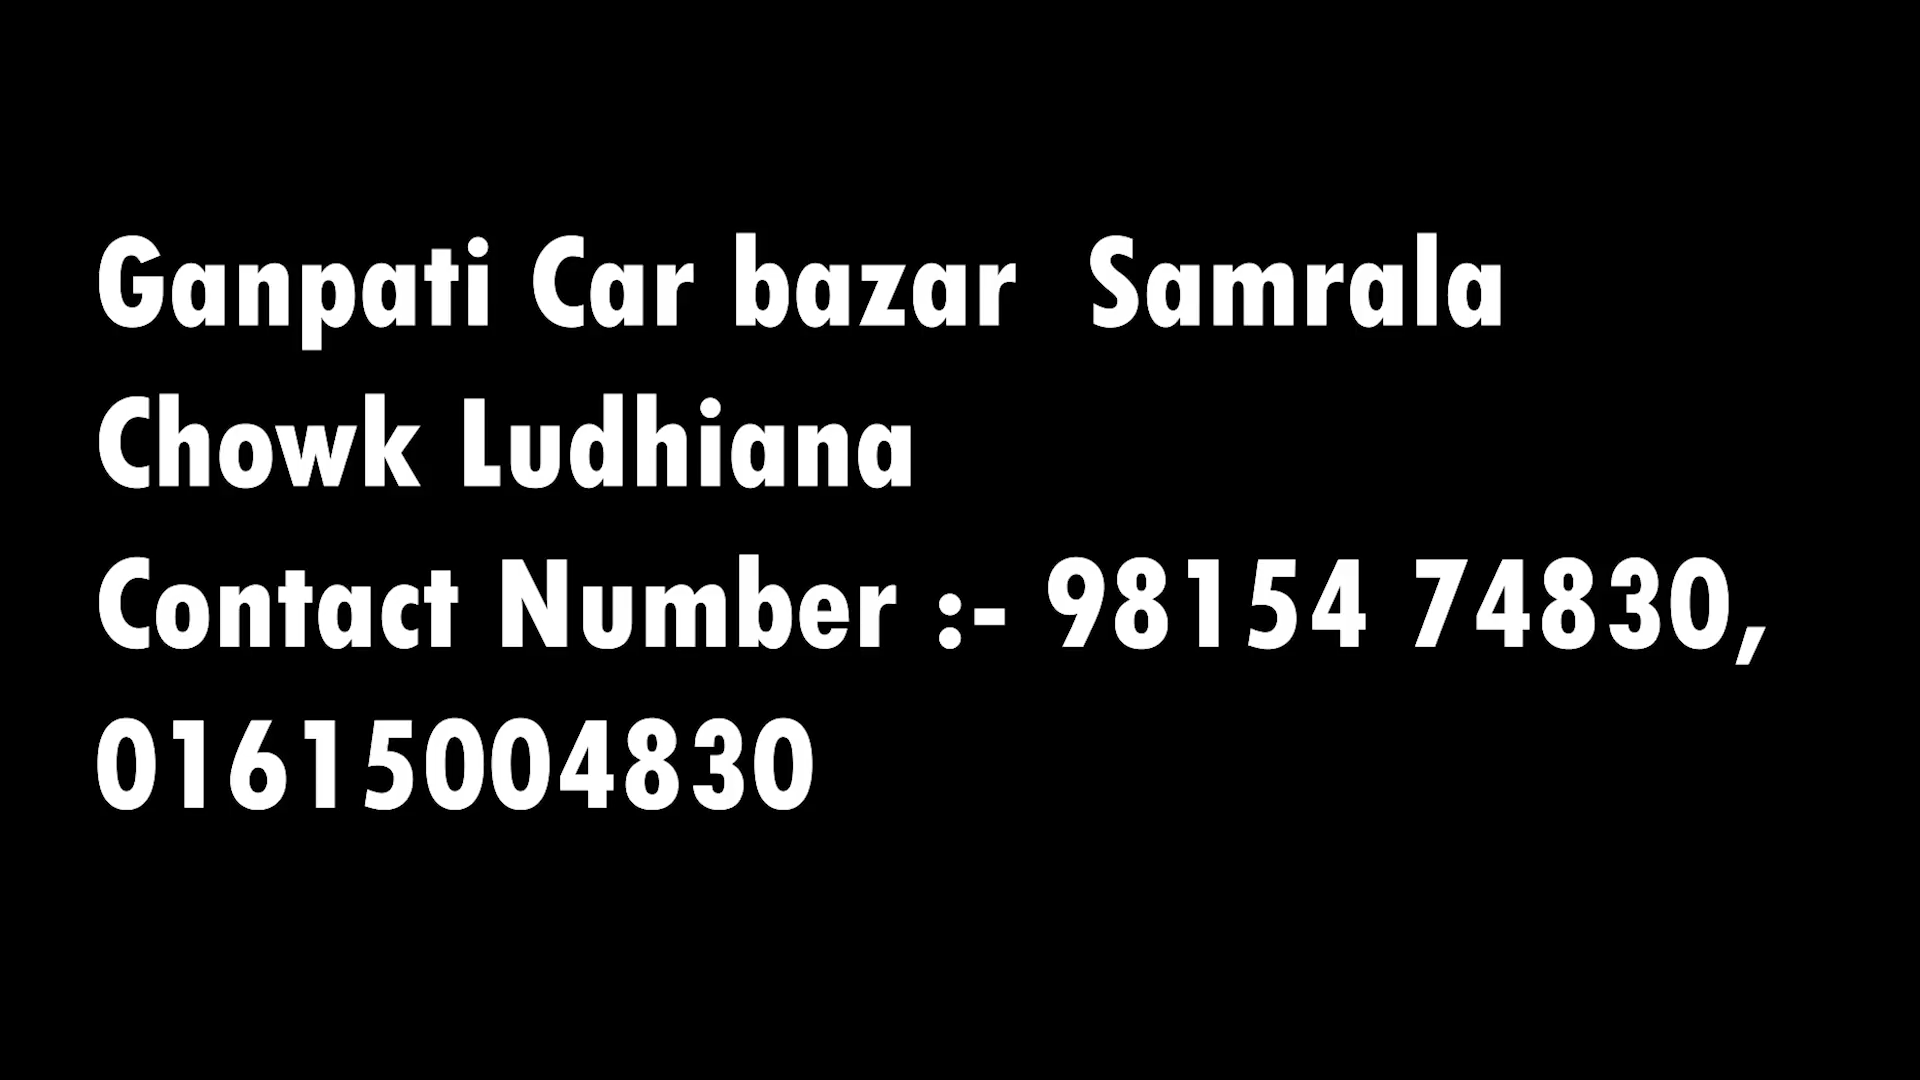 Ganpati Car bazar  Samrala
Chowk Ludhiana
Contact Number :- 98154 74830,
01615004830